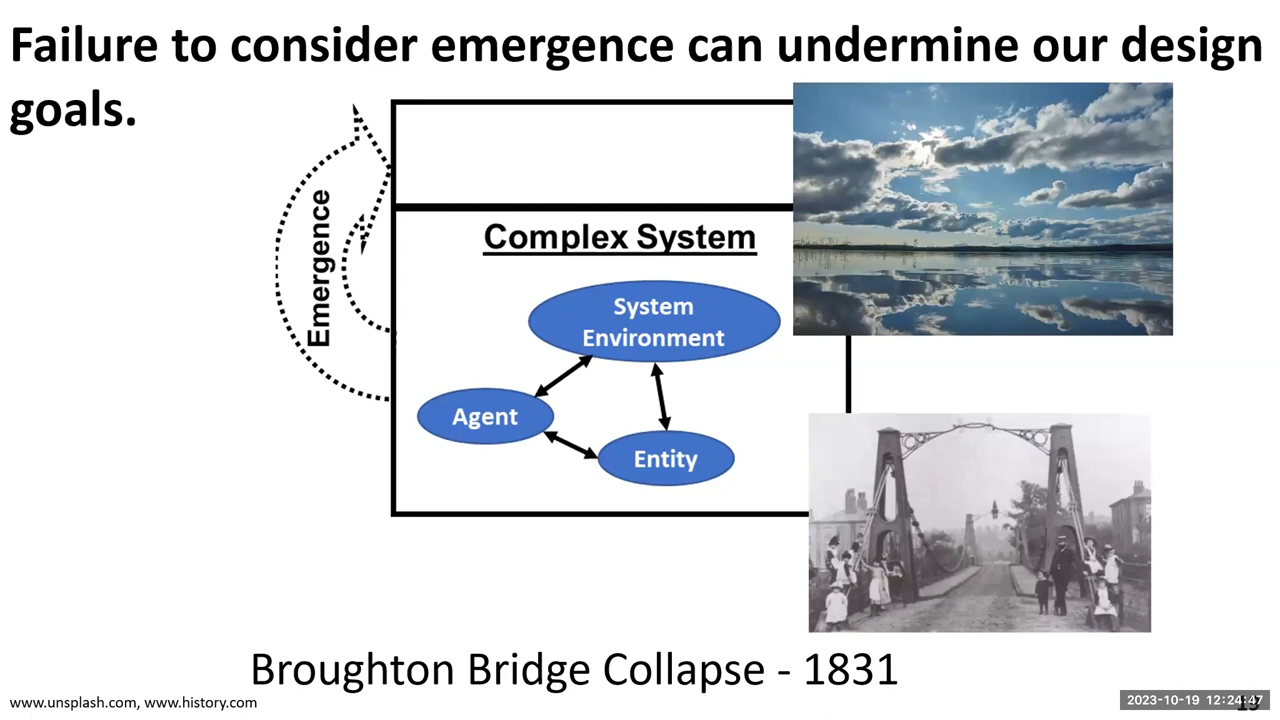 Failure to consider emergence can undermine our design
goals.
Emergence
Complex System
System
Environment
Agent
Entity
Broughton Bridge Collapse - 1831
www.unsplash.com, www.history.com
2023-10-19 12:24:47